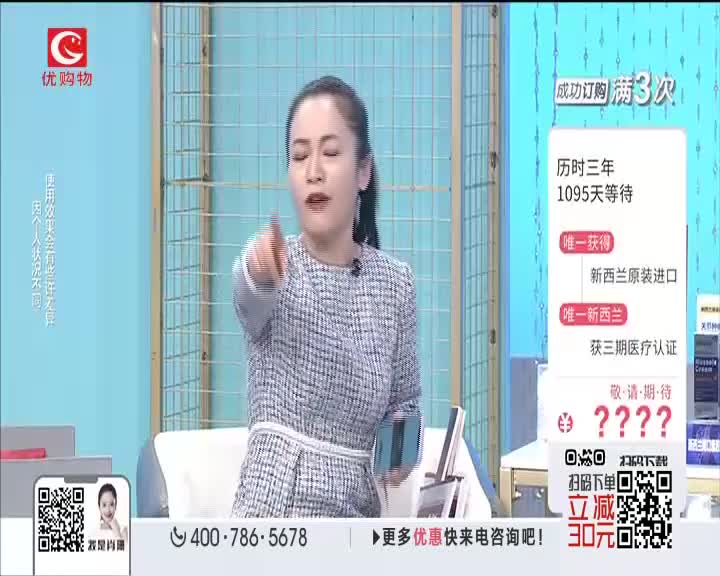 优购物
成功订购满3次
使用效果会有些许差异
因个人状况不同
历时三年
1095天等待
唯一获得
新西兰原装进口
唯一新西兰
获三期医疗认证
敬·请·期·待
????
扫码下载
扫码下单
立减
30元
我是肖珊
400-786-5678
更多优惠快来电咨询吧!